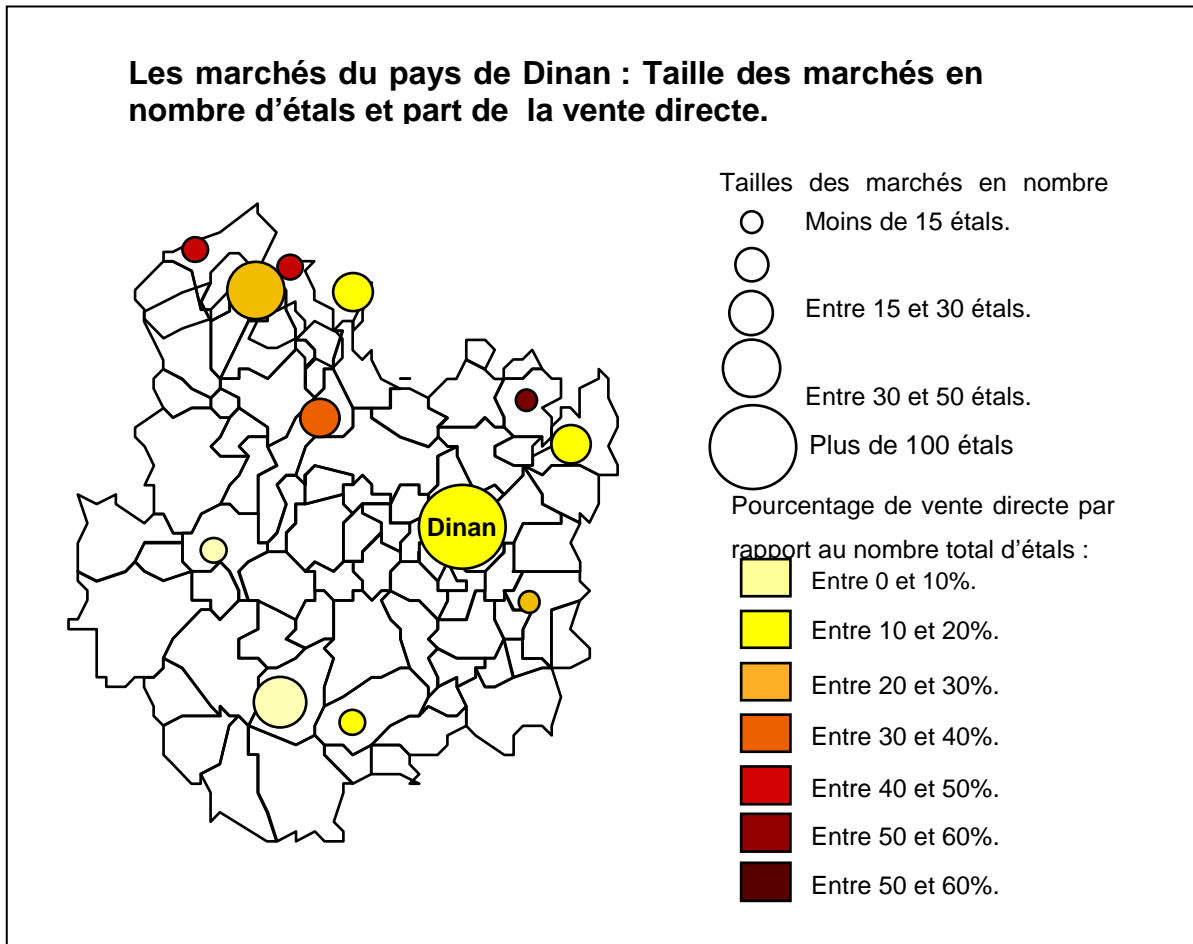 Les marchés du pays de Dinan : Taille des marchés en
nombre d'étals et part de la vente directe.
Tailles des marchés en nombre
Moins de 15 étals.
Entre 15 et 30 étals.
Entre 30 et 50 étals.
Plus de 100 étals
Pourcentage de vente directe par
rapport au nombre total d'étals :
Entre 0 et 10%.
Entre 10 et 20%.
Entre 20 et 30%.
Entre 30 et 40%.
Entre 40 et 50%.
Entre 50 et 60%.
Entre 50 et 60%.
Dinan